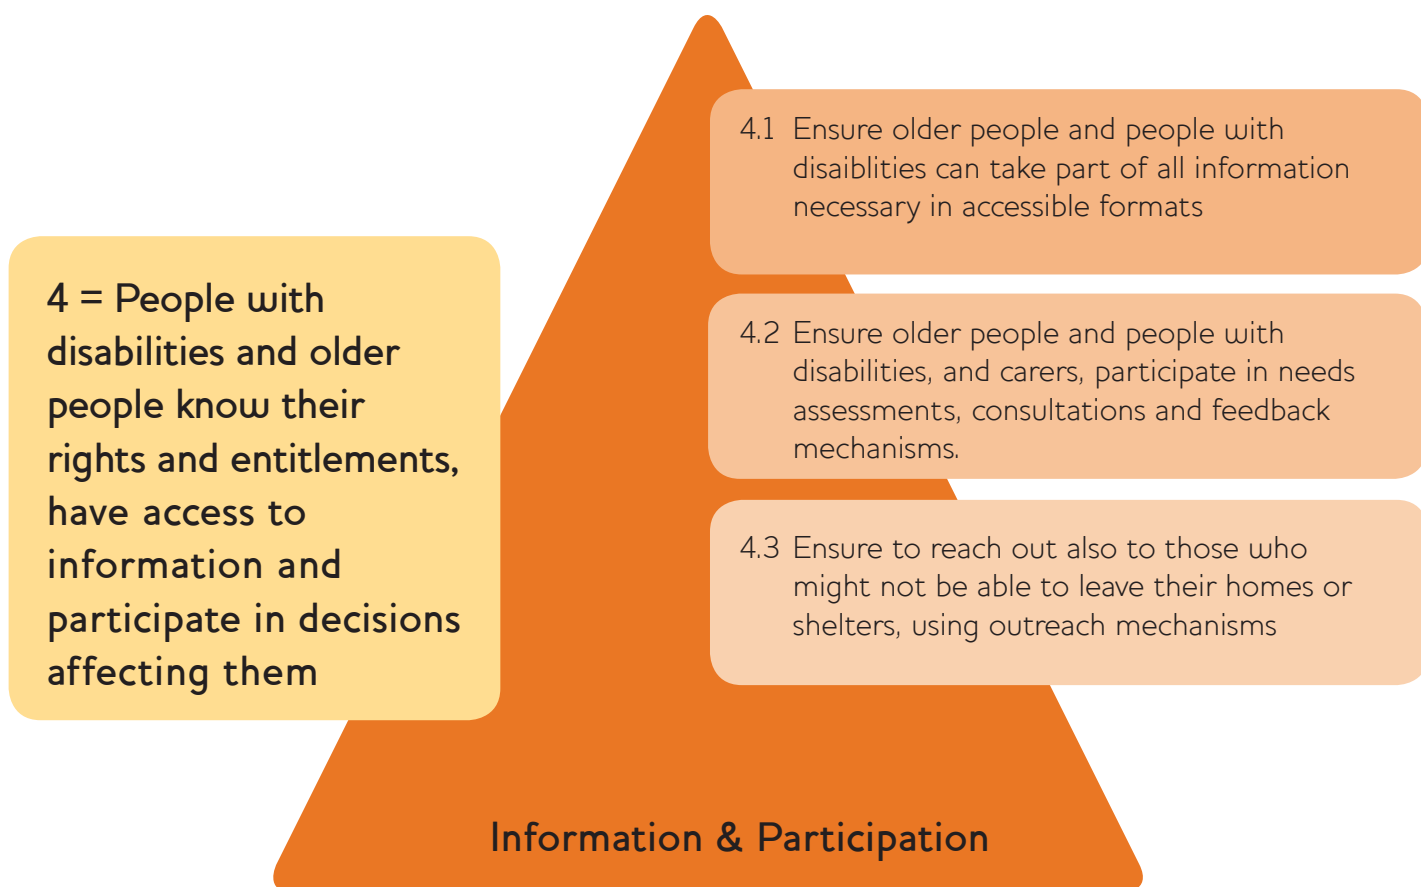 4 = People with
disabilities and older
people know their
rights and entitlements,
have access to
information and
participate in decisions
affecting them
4.1 Ensure older people and people with
disaiblities can take part of all information
necessary in accessible formats
4.2 Ensure older people and people with
disabilities, and carers, participate in needs
assessments, consultations and feedback
mechanisms.
4.3 Ensure to reach out also to those who
might not be able to leave their homes or
shelters, using outreach mechanisms
Information & Participation